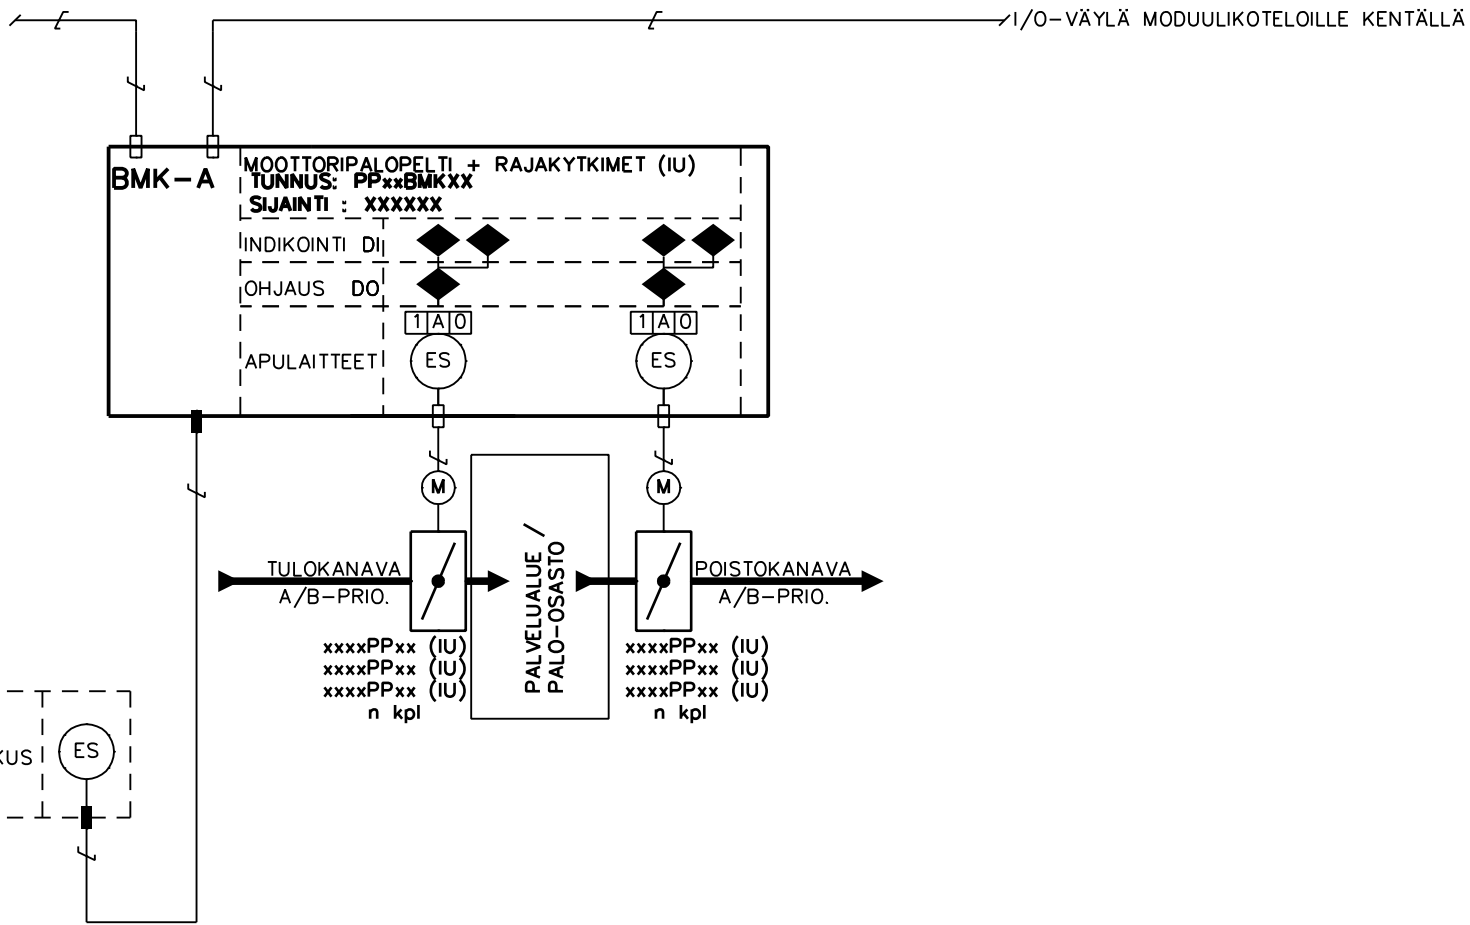 I/O-VÄYLÄ MODUULIKOTELOILLE KENTÄLLÄ
BMK-A
MOOTTORIPALOPELTI + RAJAKYTKIMET (IU)
TUNNUS: PPxxBMKXX
SIJAINTI : XXXXXX
INDIKOINTI DI
OHJAUS DO
1 A 0
1 A 0
APULAITTEET
ES
ES
M
M
PALVELUALUE /
PALO-OSASTO
TULOKANAVA
A/B-PRIO.
POISTOKANAVA
A/B-PRIO.
xxxxPPxx (IU)
xxxxPPxx (IU)
xxxxPPxx (IU)
n kpl
xxxxPPxx (IU)
xxxxPPxx (IU)
xxxxPPxx (IU)
n kpl
KUS
ES